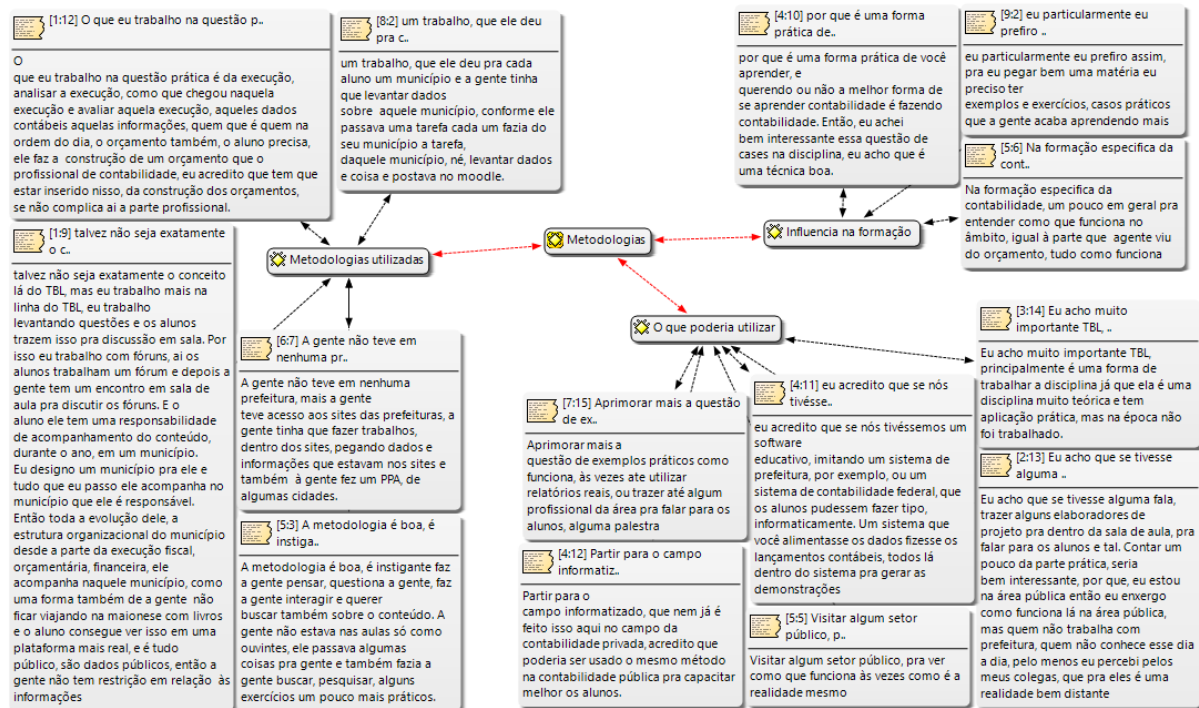 [1:12] O que eu trabalho na questão p..
O
que eu trabalho na questão prática é da execução,
analisar a execução, como que chegou naquela
execução e avaliar aquela execução, aqueles dados
contábeis aquelas informações, quem que é quem na
ordem do dia, o orçamento também, o aluno precisa,
ele faz a construção de um orçamento que o
profissional de contabilidade, eu acredito que tem que
estar inserido nisso, da construção dos orçamentos,
se não complica ai a parte profissional.
[8:2] um trabalho, que ele deu
pra c..
um trabalho, que ele deu pra cada
aluno um município e a gente tinha
que levantar dados
sobre aquele município, conforme ele
passava uma tarefa cada um fazia do
seu município a tarefa,
daquele município, né, levantar dados
e coisa e postava no moodle.
[4:10] por que é uma forma
prática de..
por que é uma forma prática de você
aprender, e
querendo ou não a melhor forma de
se aprender contabilidade é fazendo
contabilidade. Então, eu achei
bem interessante essa questão de
cases na disciplina, eu acho que é
uma técnica boa.
[9:2] eu particularmente eu
prefiro ..
eu particularmente eu prefiro assim,
pra eu pegar bem uma matéria eu
preciso ter
exemplos e exercícios, casos práticos
que a gente acaba aprendendo mais
[5:6] Na formação especifica da
cont..
Na formação especifica da
contabilidade, um pouco em geral pra
entender como que funciona no
âmbito, igual à parte que agente viu
do orçamento, tudo como funciona
Metodologias utilizadas
Metodologias
Influencia na formação
O que poderia utilizar
[1:9] talvez não seja exatamente
o c..
talvez não seja exatamente o conceito
lá do TBL, mas eu trabalho mais na
linha do TBL, eu trabalho
levantando questões e os alunos
trazem isso pra discussão em sala. Por
isso eu trabalho com fóruns, ai os
alunos trabalham um fórum e depois a
gente tem um encontro em sala de
aula pra discutir os fóruns. E o
aluno ele tem uma responsabilidade
de acompanhamento do conteúdo,
durante o ano, em um município.
Eu designo um município pra ele e
tudo que eu passo ele acompanha no
município que ele é responsável.
Então toda a evolução dele, a
estrutura organizacional do município
desde a parte da execução fiscal,
orçamentária, financeira, ele
acompanha naquele município, como
uma forma também de a gente não
ficar viajando na maionese com livros
e o aluno consegue ver isso em uma
plataforma mais real, e é tudo
público, são dados públicos, então a
gente não tem restrição em relação às
informações
[6:7] A gente não teve em
nenhuma pr..
A gente não teve em nenhuma
prefeitura, mais a gente
teve acesso aos sites das prefeituras, a
gente tinha que fazer trabalhos,
dentro dos sites, pegando dados e
informações que estavam nos sites e
também à gente fez um PPA, de
algumas cidades.
[5:3] A metodologia é boa, é
instiga..
A metodologia é boa, é instigante faz
a gente pensar, questiona a gente, faz
a gente interagir e querer
buscar também sobre o conteúdo. A
gente não estava nas aulas só como
ouvintes, ele passava algumas
coisas pra gente e também fazia a
gente buscar, pesquisar, alguns
exercícios um pouco mais práticos.
[7:15] Aprimorar mais a questão
de ex..
Aprimorar mais a
questão de exemplos práticos como
funciona, às vezes ate utilizar
relatórios reais, ou trazer até algum
profissional da área pra falar para os
alunos, alguma palestra
[4:12] Partir para o campo
informatiz..
Partir para o
campo informatizado, que nem já é
feito isso aqui no campo da
contabilidade privada, acredito que
poderia ser usado o mesmo método
na contabilidade pública pra capacitar
melhor os alunos.
[4:11] eu acredito que se nós
tivésse..
eu acredito que se nós tivéssemos um
software
educativo, imitando um sistema de
prefeitura, por exemplo, ou um
sistema de contabilidade federal, que
os alunos pudessem fazer tipo,
informaticamente. Um sistema que
você alimentasse os dados fizesse os
lançamentos contábeis, todos lá
dentro do sistema pra gerar as
demonstrações
[5:5] Visitar algum setor
público, p..
Visitar algum setor público, pra ver
como que funciona às vezes como é a
realidade mesmo
[3:14] Eu acho muito
importante TBL, ..
Eu acho muito importante TBL,
principalmente é uma forma de
trabalhar a disciplina já que ela é uma
disciplina muito teórica e tem
aplicação prática, mas na época não
foi trabalhado.
[2:13] Eu acho que se tivesse
alguma ..
Eu acho que se tivesse alguma fala,
trazer alguns elaboradores de
projeto pra dentro da sala de aula, pra
falar para os alunos e tal. Contar um
pouco da parte prática, seria
bem interessante, por que, eu estou
na área pública então eu enxergo
como funciona lá na área pública,
mas quem não trabalha com
prefeitura, quem não conhece esse dia
a dia, pelo menos eu percebi pelos
meus colegas, que pra eles é uma
realidade bem distante